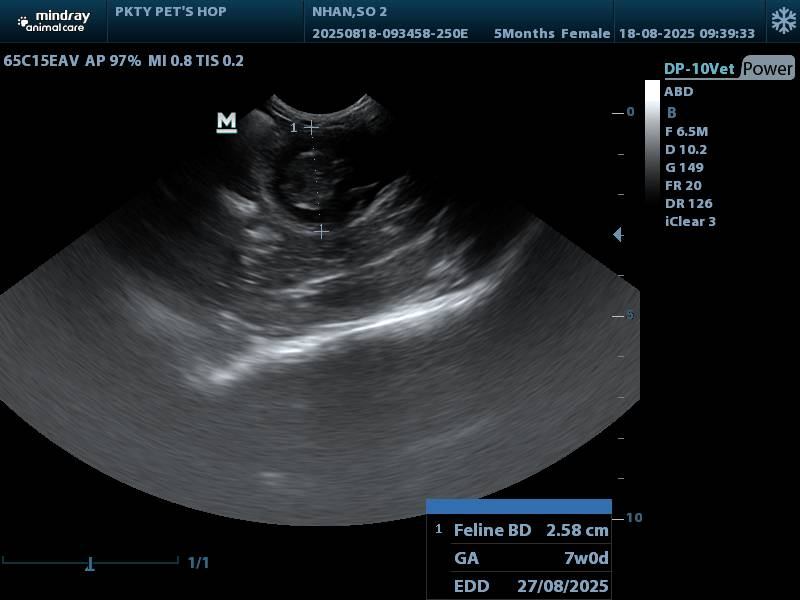 mindray
animal care
PKTY PET'S HOP
NHAN,SO 2
20250818-093458-250E 5Months Female 18-08-2025 09:39:33
65C15EAV AP 97% MI 0.8 TIS 0.2
DP-10Vet Power
ABD
B
F 6.5M
D 10.2
G 149
FR 20
DR 126
iClear 3
M
1
0
5
10
1 Feline BD 2.58 cm
GA 7w0d
EDD 27/08/2025
1/1